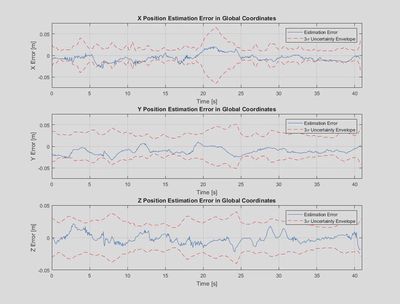 X Position Estimation Error in Global Coordinates
0.05
0
-0.05
X Error [m]
Estimation Error
3σ Uncertainty Envelope
0 5 10 15 20 25 30 35 40
Time [s]
Y Position Estimation Error in Global Coordinates
0.05
0
-0.05
Y Error [m]
Estimation Error
3σ Uncertainty Envelope
0 5 10 15 20 25 30 35 40
Time [s]
Z Position Estimation Error in Global Coordinates
0.05
0
-0.05
Z Error [m]
Estimation Error
3σ Uncertainty Envelope
0 5 10 15 20 25 30 35 40
Time [s]